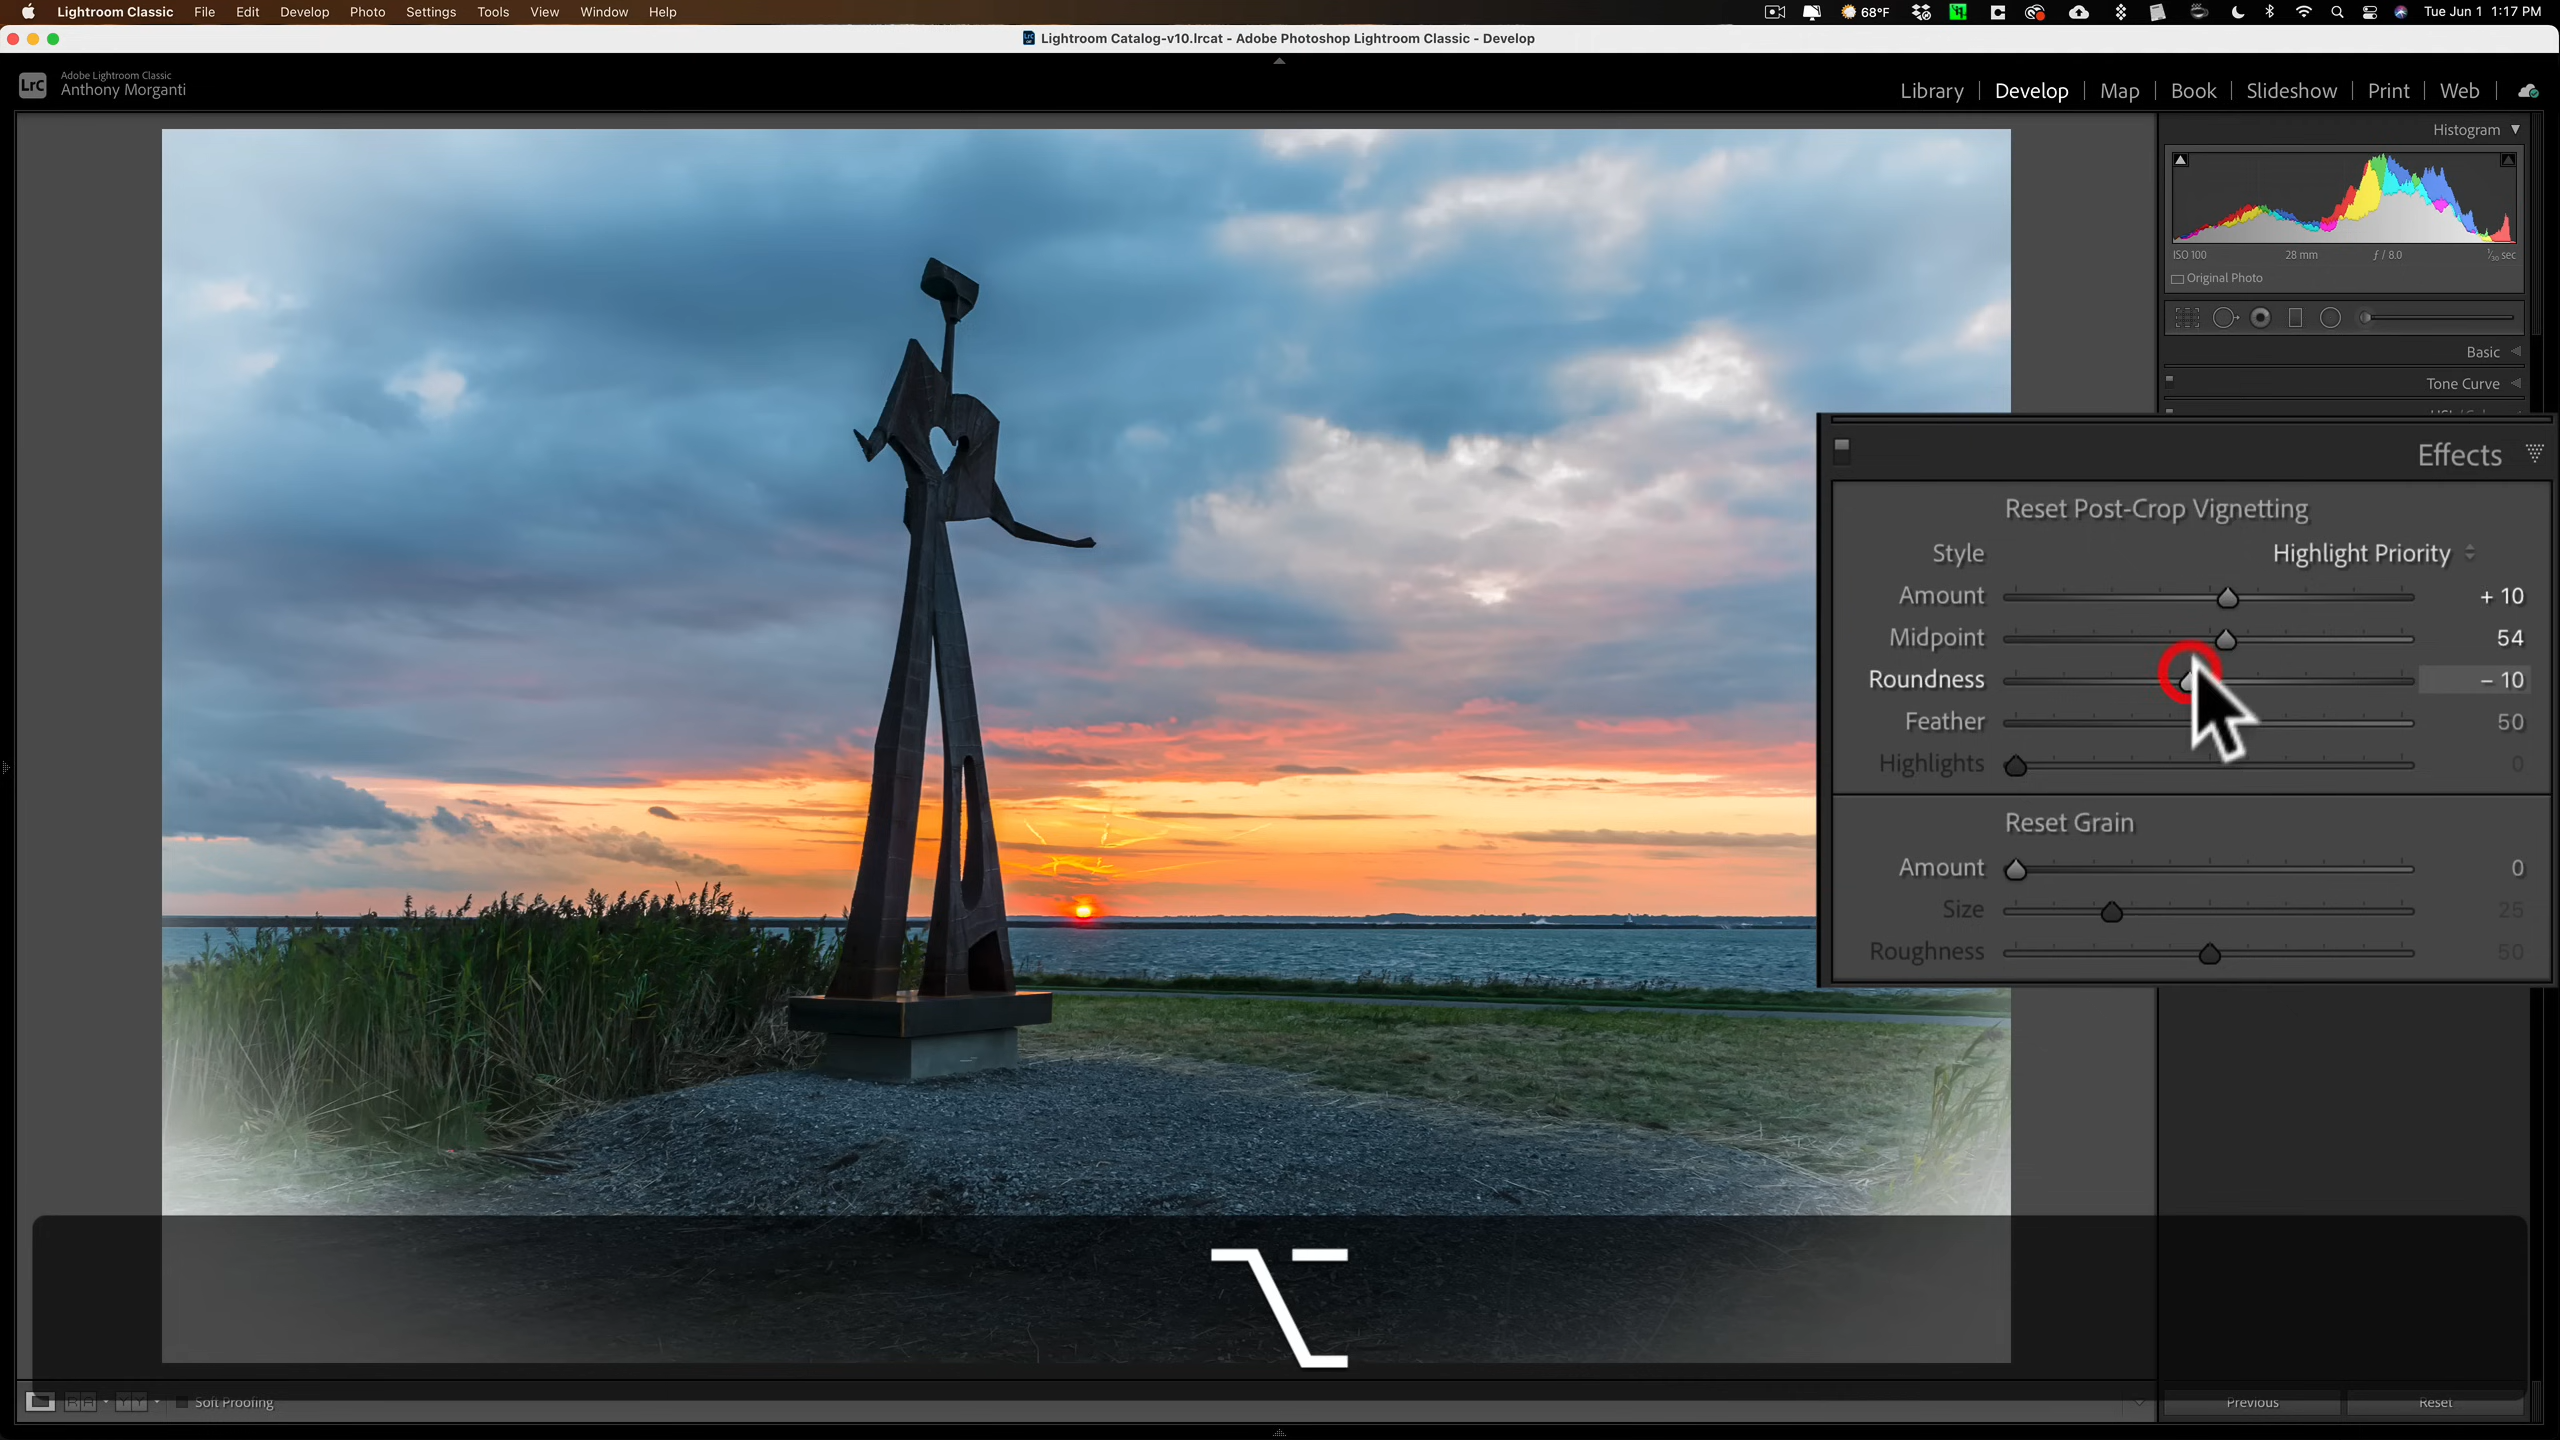 Lightroom Classic File Edit Develop Photo Settings Tools View Window Help 68°F Tue Jun 1 1:17 PM
Lightroom Catalog-v10.lrcat - Adobe Photoshop Lightroom Classic - Develop
LrC
Adobe Lightroom Classic
Anthony Morganti
Library | Develop | Map | Book | Slideshow | Print | Web
Histogram
ISO 100 28 mm ƒ / 8.0 1/30 sec
Original Photo
Basic
Tone Curve
Effects
Reset Post-Crop Vignetting
Style Highlight Priority
Amount + 10
Midpoint 54
Roundness – 10
Feather 50
Highlights 0
Reset Grain
Amount 0
Size 25
Roughness 50
Soft Proofing
Previous Reset